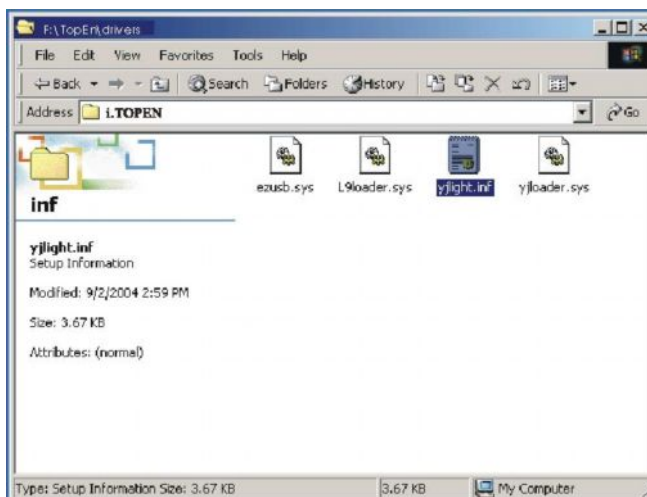 F:\TopEn\drivers
File Edit View Favorites Tools Help
Back Search Folders History
Address i.TOPEN Go
ezusb.sys L9loader.sys yjlight.inf yjloader.sys
inf
yjlight.inf
Setup Information
Modified: 9/2/2004 2:59 PM
Size: 3.67 KB
Attributes: (normal)
Type: Setup Information Size: 3.67 KB 3.67 KB My Computer